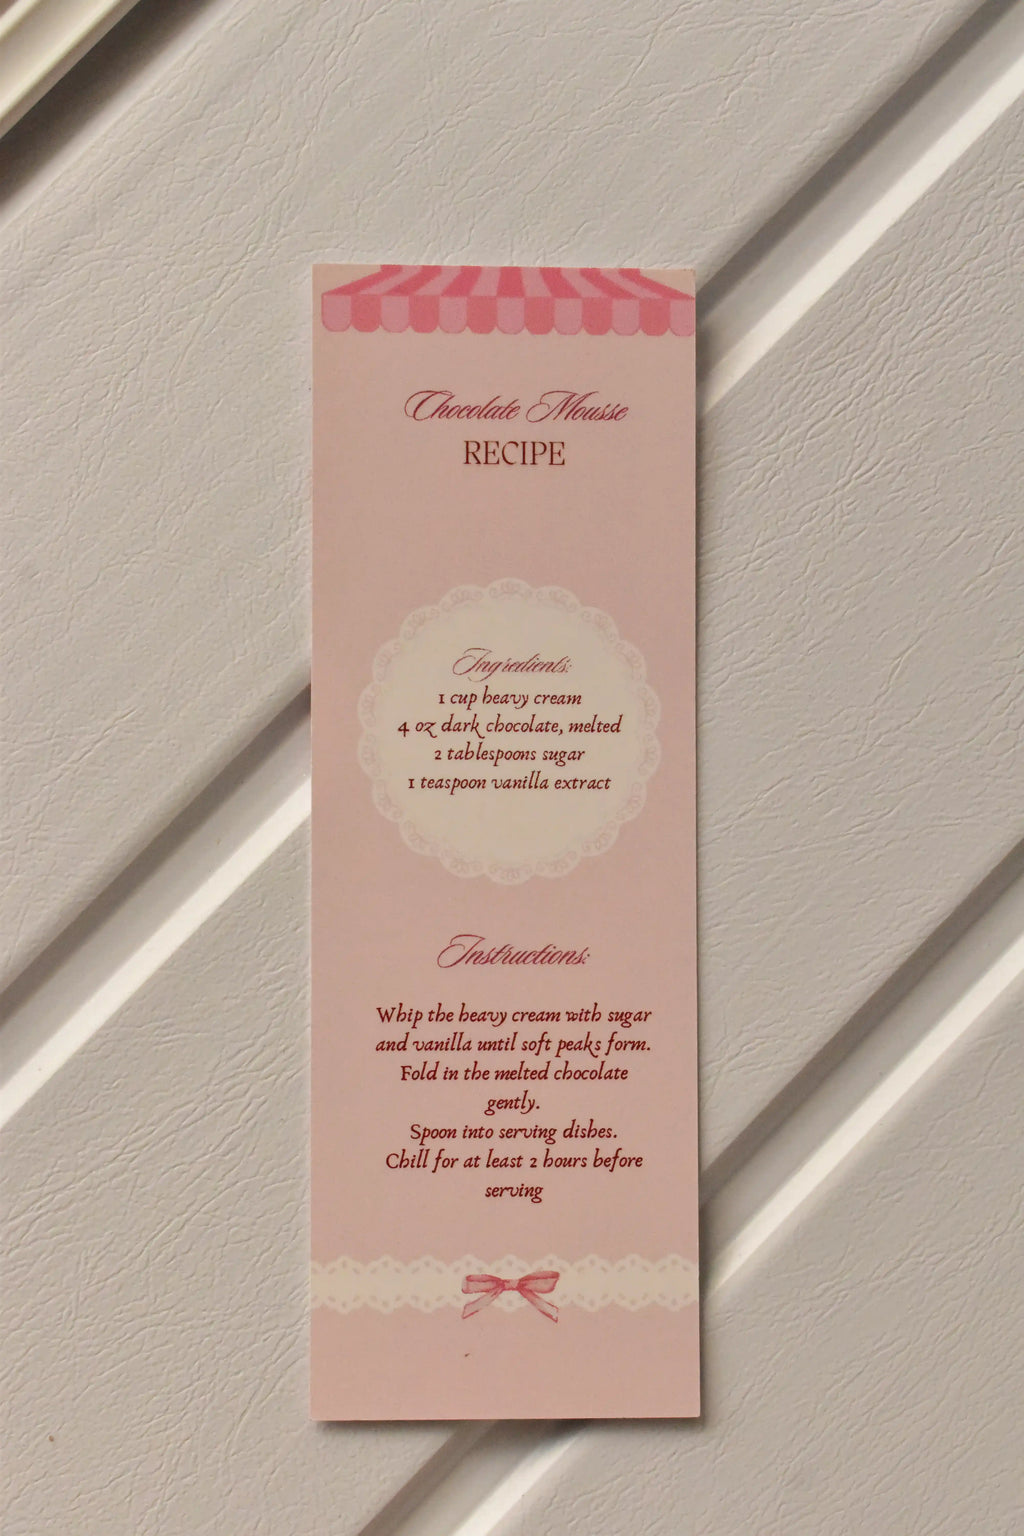 Chocolate Mousse
RECIPE
Ingredients:
1 cup heavy cream
4 oz dark chocolate, melted
2 tablespoons sugar
1 teaspoon vanilla extract
Instructions:
Whip the heavy cream with sugar
and vanilla until soft peaks form.
Fold in the melted chocolate
gently.
Spoon into serving dishes.
Chill for at least 2 hours before
serving